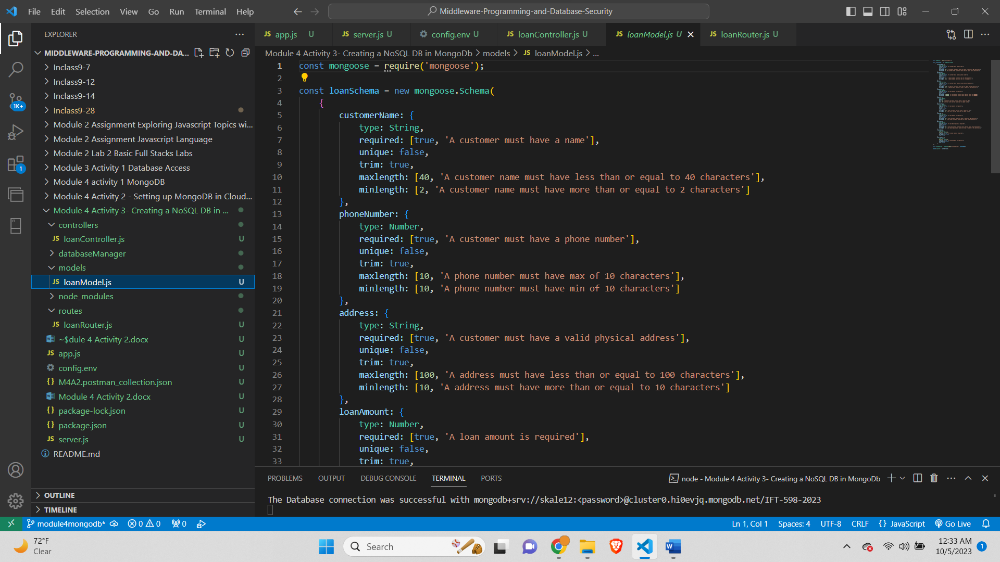 File Edit Selection View Go Run Terminal Help
Middleware-Programming-and-Database-Security
EXPLORER
MIDDLEWARE-PROGRAMMING-AND-DA...
Inclass9-7
Inclass9-12
Inclass9-14
Inclass9-28
Module 2 Assignment Exploring Javascript Topics wi...
Module 2 Assignment Javascript Language
Module 2 Lab 2 Basic Full Stacks Labs
Module 3 Activity 1 Database Access
Module 4 activity 1 MongoDB
Module 4 Activity 2 - Setting up MongoDB in Cloud...
Module 4 Activity 3- Creating a NoSQL DB in ...
controllers
JS loanController.js U
databaseManager
models
JS loanModel.js U
node_modules
routes
JS loanRouter.js U
~$dule 4 Activity 2.docx U
JS app.js U
config.env U
{} M4A2.postman_collection.json U
Module 4 Activity 2.docx U
{} package-lock.json U
{} package.json U
JS server.js U
README.md
OUTLINE
TIMELINE
1K+
1
JS app.js U JS server.js U config.env U JS loanController.js U JS loanModel.js U JS loanRouter.js U
Module 4 Activity 3- Creating a NoSQL DB in MongoDb > models > JS loanModel.js > ...
1 const mongoose = require('mongoose');
2
3 const loanSchema = new mongoose.Schema(
4 {
5 customerName: {
6 type: String,
7 required: [true, 'A customer must have a name'],
8 unique: false,
9 trim: true,
10 maxlength: [40, 'A customer name must have less than or equal to 40 characters'],
11 minlength: [2, 'A customer name must have more than or equal to 2 characters']
12 },
13 phoneNumber: {
14 type: Number,
15 required: [true, 'A customer must have a phone number'],
16 unique: false,
17 trim: true,
18 maxlength: [10, 'A phone number must have max of 10 characters'],
19 minlength: [10, 'A phone number must have min of 10 characters']
20 },
21 address: {
22 type: String,
23 required: [true, 'A customer must have a valid physical address'],
24 unique: false,
25 trim: true,
26 maxlength: [100, 'A address must have less than or equal to 100 characters'],
27 minlength: [10, 'A address must have more than or equal to 10 characters']
28 },
29 loanAmount: {
30 type: Number,
31 required: [true, 'A loan amount is required'],
32 unique: false,
33 trim: true,
PROBLEMS OUTPUT DEBUG CONSOLE TERMINAL PORTS
node - Module 4 Activity 3- Creating a NoSQL DB in MongoDb
The Database connection was successful with mongodb+srv://skale12:<password>@cluster0.hi0evjq.mongodb.net/IFT-598-2023
module4mongodb* 0 0 0
Ln 1, Col 1 Spaces: 4 UTF-8 CRLF {} JavaScript Go Live
72°F
Clear
Search
12:33 AM
10/5/2023
1